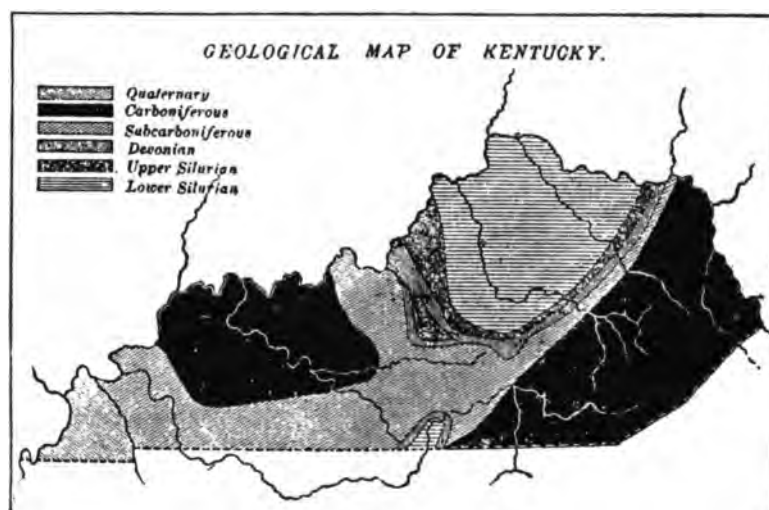 GEOLOGICAL MAP OF KENTUCKY.
Quaternary
Carboniferous
Subcarboniferous
Devonian
Upper Silurian
Lower Silurian